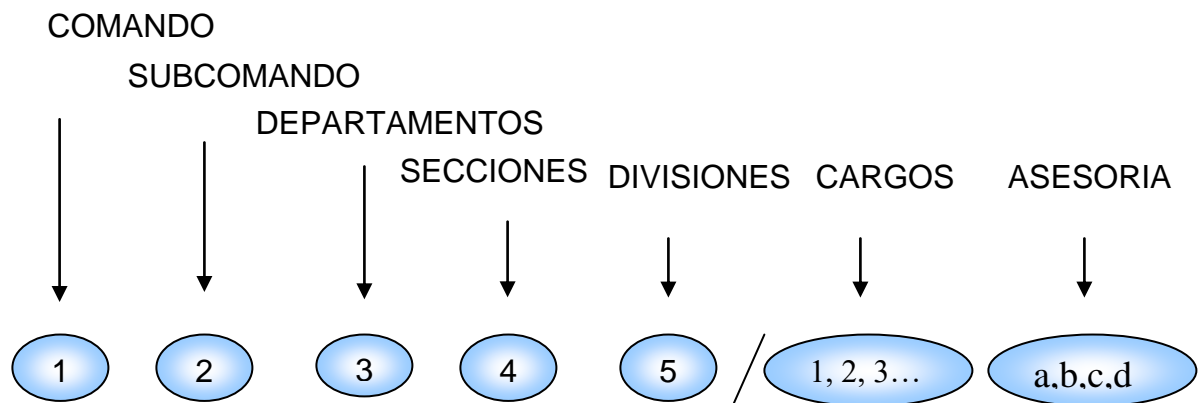 COMANDO
SUBCOMANDO
DEPARTAMENTOS
SECCIONES DIVISIONES CARGOS ASESORIA
1 2 3 4 5 / 1, 2, 3… a,b,c,d